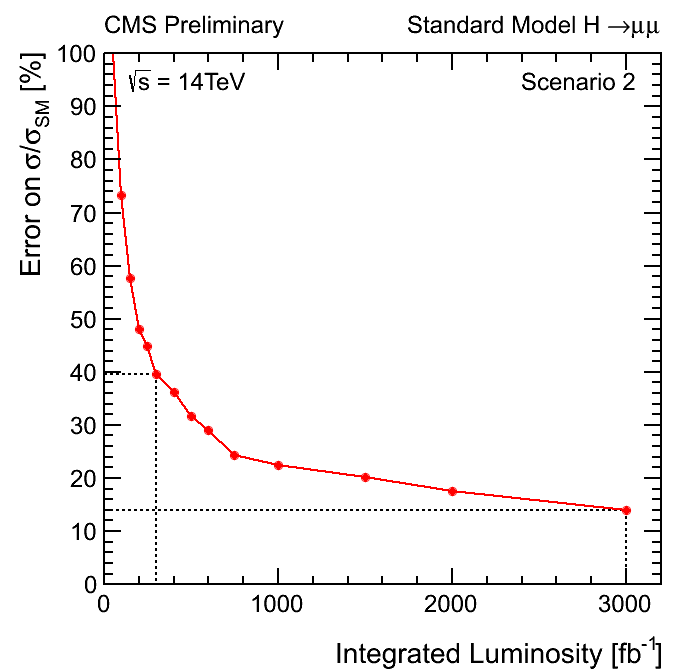 CMS Preliminary Standard Model H →μμ
√s = 14TeV Scenario 2
Error on σ/σSM [%]
100
90
80
70
60
50
40
30
20
10
0
0 1000 2000 3000
Integrated Luminosity [fb-1]